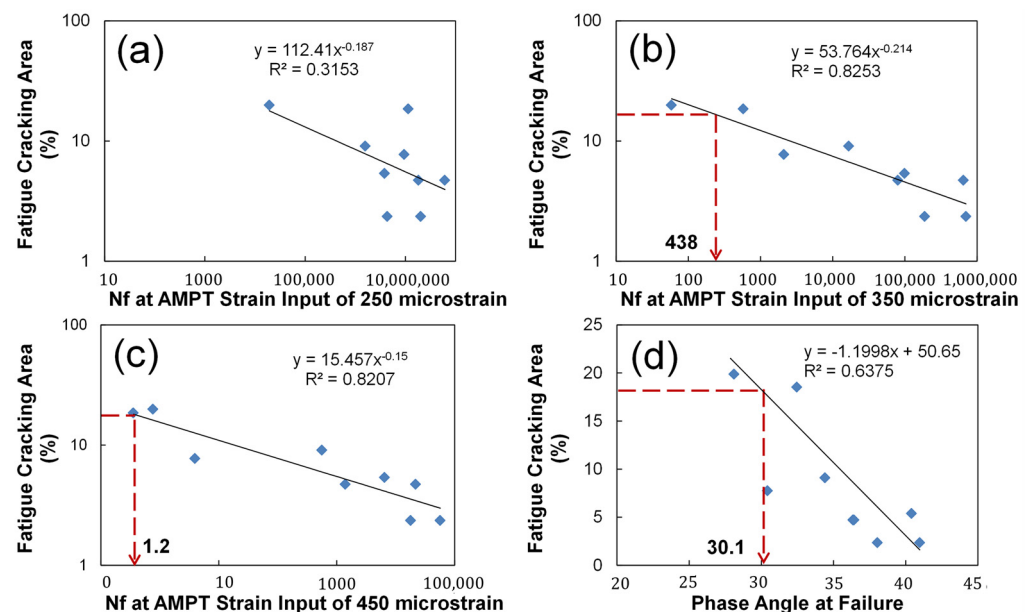 (a)
y = 112.41x^-0.187
R² = 0.3153
Fatigue Cracking Area
(%)
100
10
1
10 1000 100,000 10,000,000
Nf at AMPT Strain Input of 250 microstrain
(b)
y = 53.764x^-0.214
R² = 0.8253
Fatigue Cracking Area
(%)
100
10
1
438
10 100 1000 10,000 100,000 1,000,000
Nf at AMPT Strain Input of 350 microstrain
(c)
y = 15.457x^-0.15
R² = 0.8207
Fatigue Cracking Area
(%)
100
10
1
1.2
0 10 1000 100,000
Nf at AMPT Strain Input of 450 microstrain
(d)
y = -1.1998x + 50.65
R² = 0.6375
Fatigue Cracking Area
(%)
25
20
15
10
5
0
30.1
20 25 30 35 40 45
Phase Angle at Failure